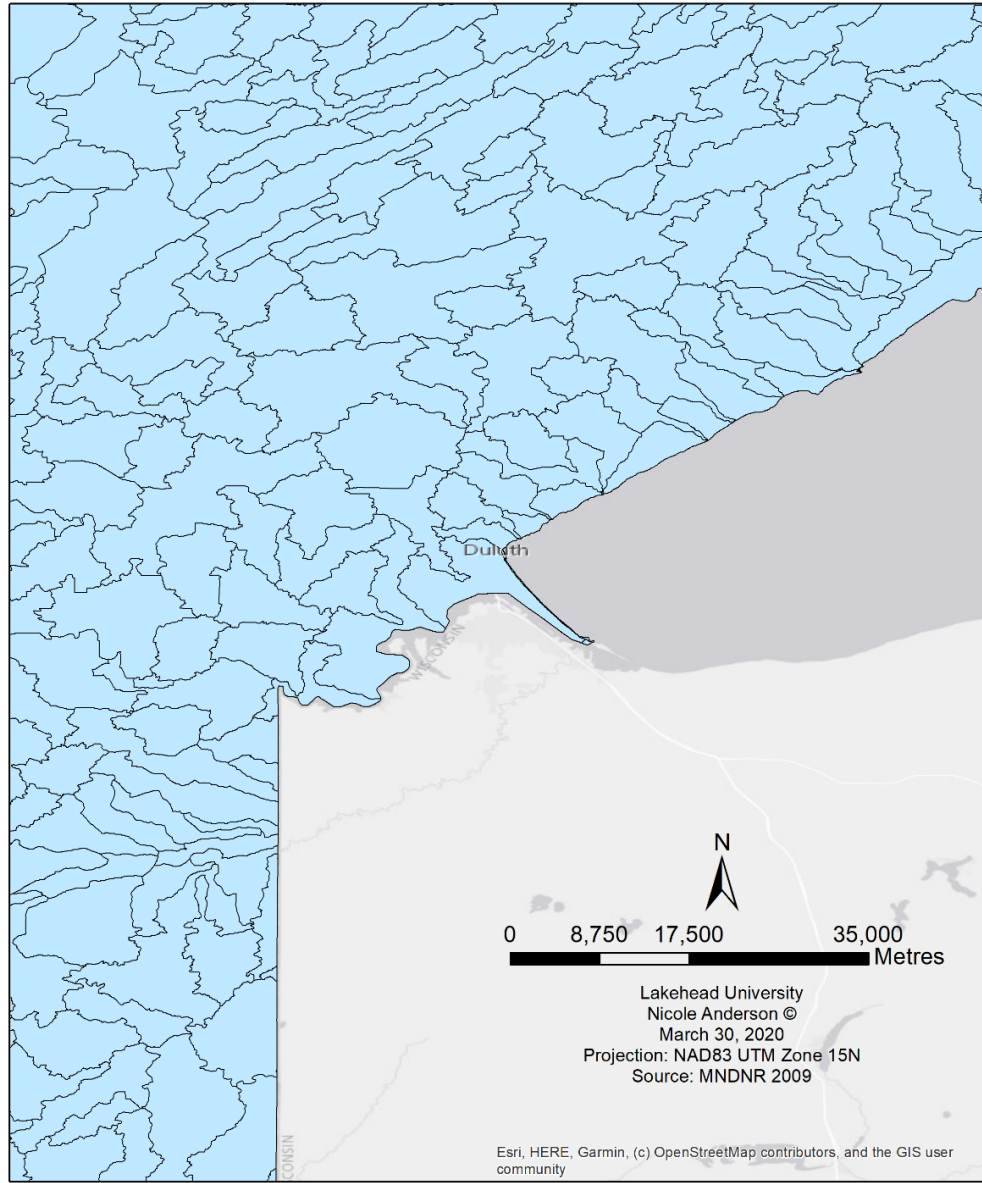 Duluth
WISCONSIN
N
0 8,750 17,500 35,000
Metres
Lakehead University
Nicole Anderson ©
March 30, 2020
Projection: NAD83 UTM Zone 15N
Source: MNDNR 2009
CONSIN
Esri, HERE, Garmin, (c) OpenStreetMap contributors, and the GIS user
community